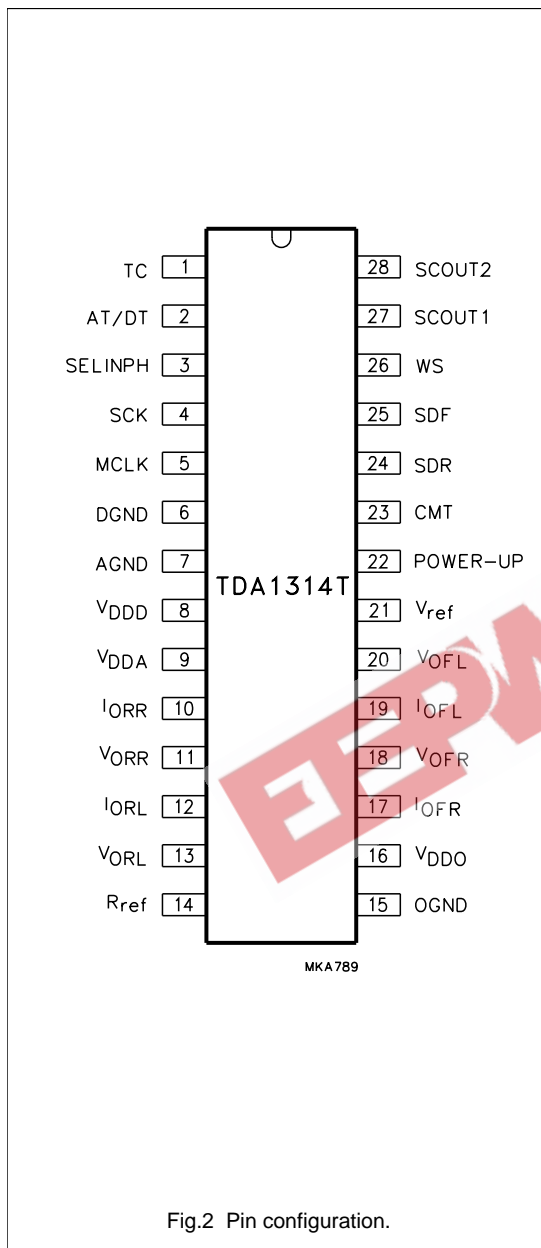 TC 1 28 SCOUT2
AT/DT 2 27 SCOUT1
SELINPH 3 26 WS
SCK 4 25 SDF
MCLK 5 24 SDR
DGND 6 23 CMT
AGND 7 22 POWER-UP
TDA1314T
VDDD 8 21 Vref
VDDA 9 20 VOFL
IORR 10 19 IOFL
VORR 11 18 VOFR
IORL 12 17 IOFR
VORL 13 16 VDDO
Rref 14 15 OGND
MKA789
Fig.2 Pin configuration.